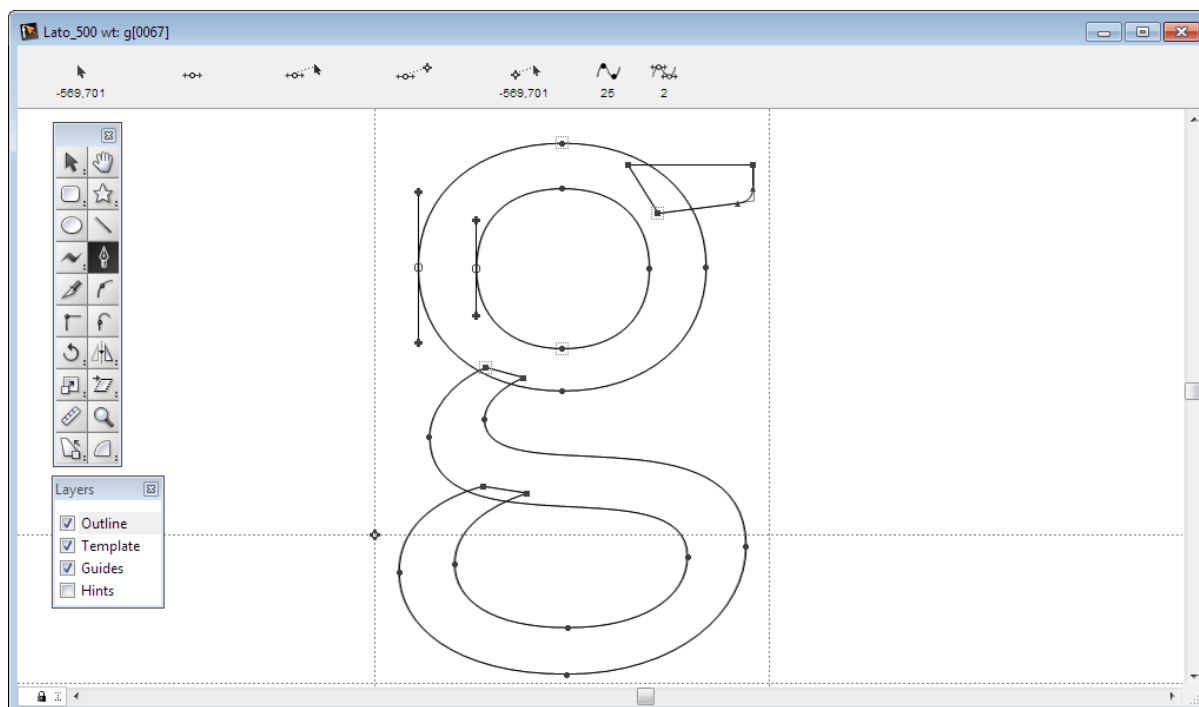 Lato_500 wt: g[0067]
-569,701
-569,701
25
2
Layers
Outline
Template
Guides
Hints